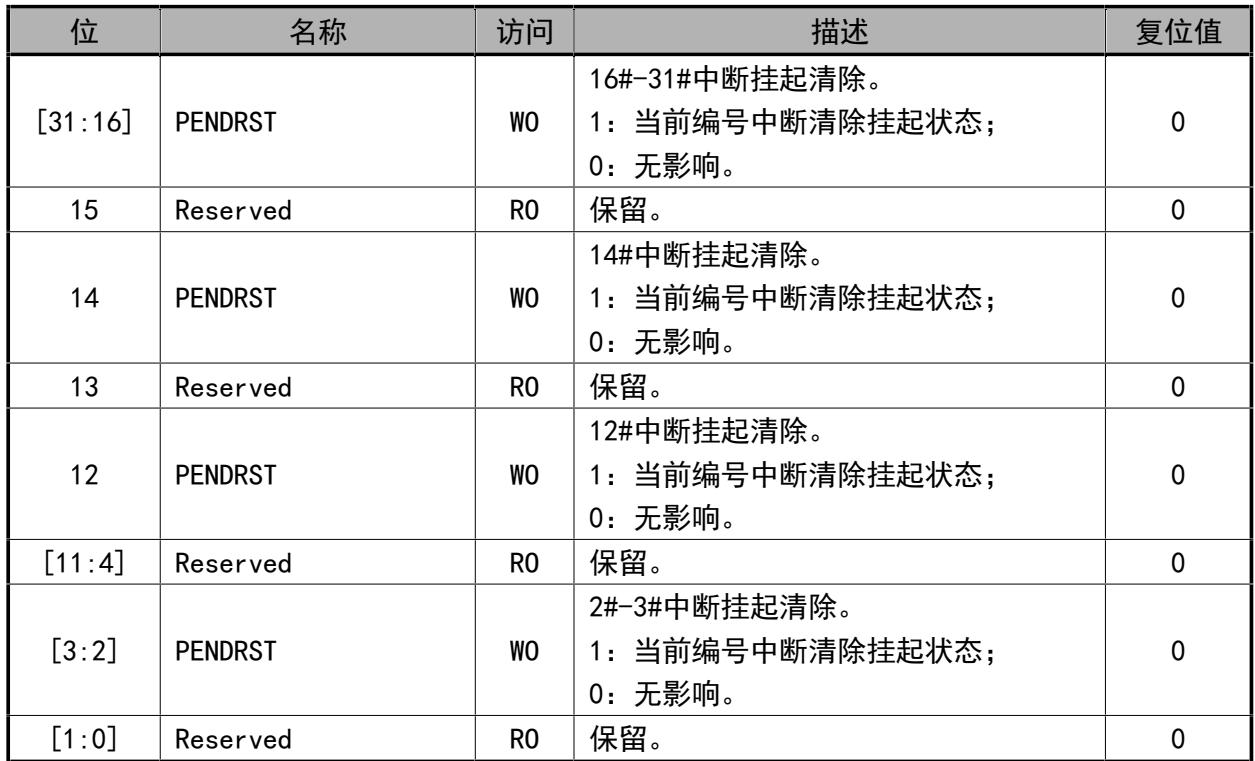 位 名称 访问 描述 复位值
[31:16] PENDRST WO 16#-31#中断挂起清除。
1：当前编号中断清除挂起状态；
0：无影响。 0
15 Reserved RO 保留。 0
14 PENDRST WO 14#中断挂起清除。
1：当前编号中断清除挂起状态；
0：无影响。 0
13 Reserved RO 保留。 0
12 PENDRST WO 12#中断挂起清除。
1：当前编号中断清除挂起状态；
0：无影响。 0
[11:4] Reserved RO 保留。 0
[3:2] PENDRST WO 2#-3#中断挂起清除。
1：当前编号中断清除挂起状态；
0：无影响。 0
[1:0] Reserved RO 保留。 0